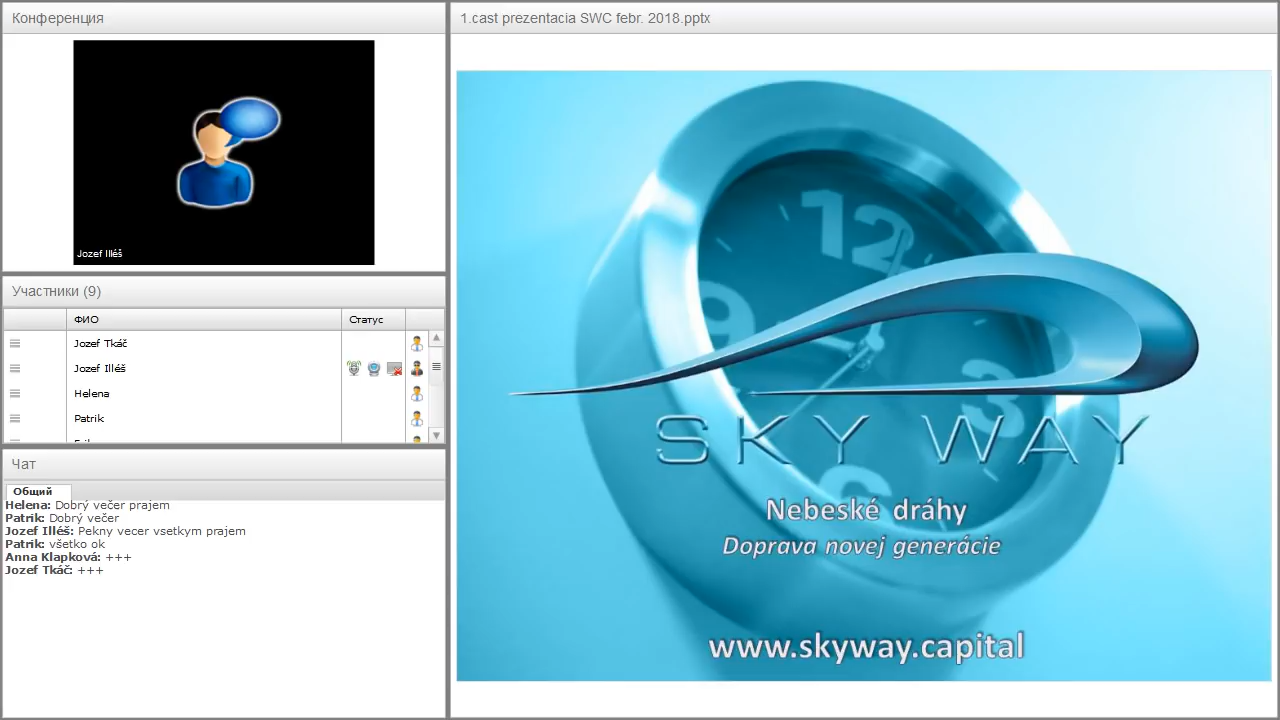 Конференция
Jozef Illéš
Участники (9)
ФИО
Статус
Jozef Tkáč
Jozef Illéš
Helena
Patrik
Чат
Общий
Helena: Dobrý večer prajem
Patrik: Dobrý večer
Jozef Illéš: Pekny vecer vsetkym prajem
Patrik: všetko ok
Anna Klapková: +++
Jozef Tkáč: +++
1.cast prezentacia SWC febr. 2018.pptx
12
9
3
6
SKY WAY
Nebeské dráhy
Doprava novej generácie
www.skyway.capital